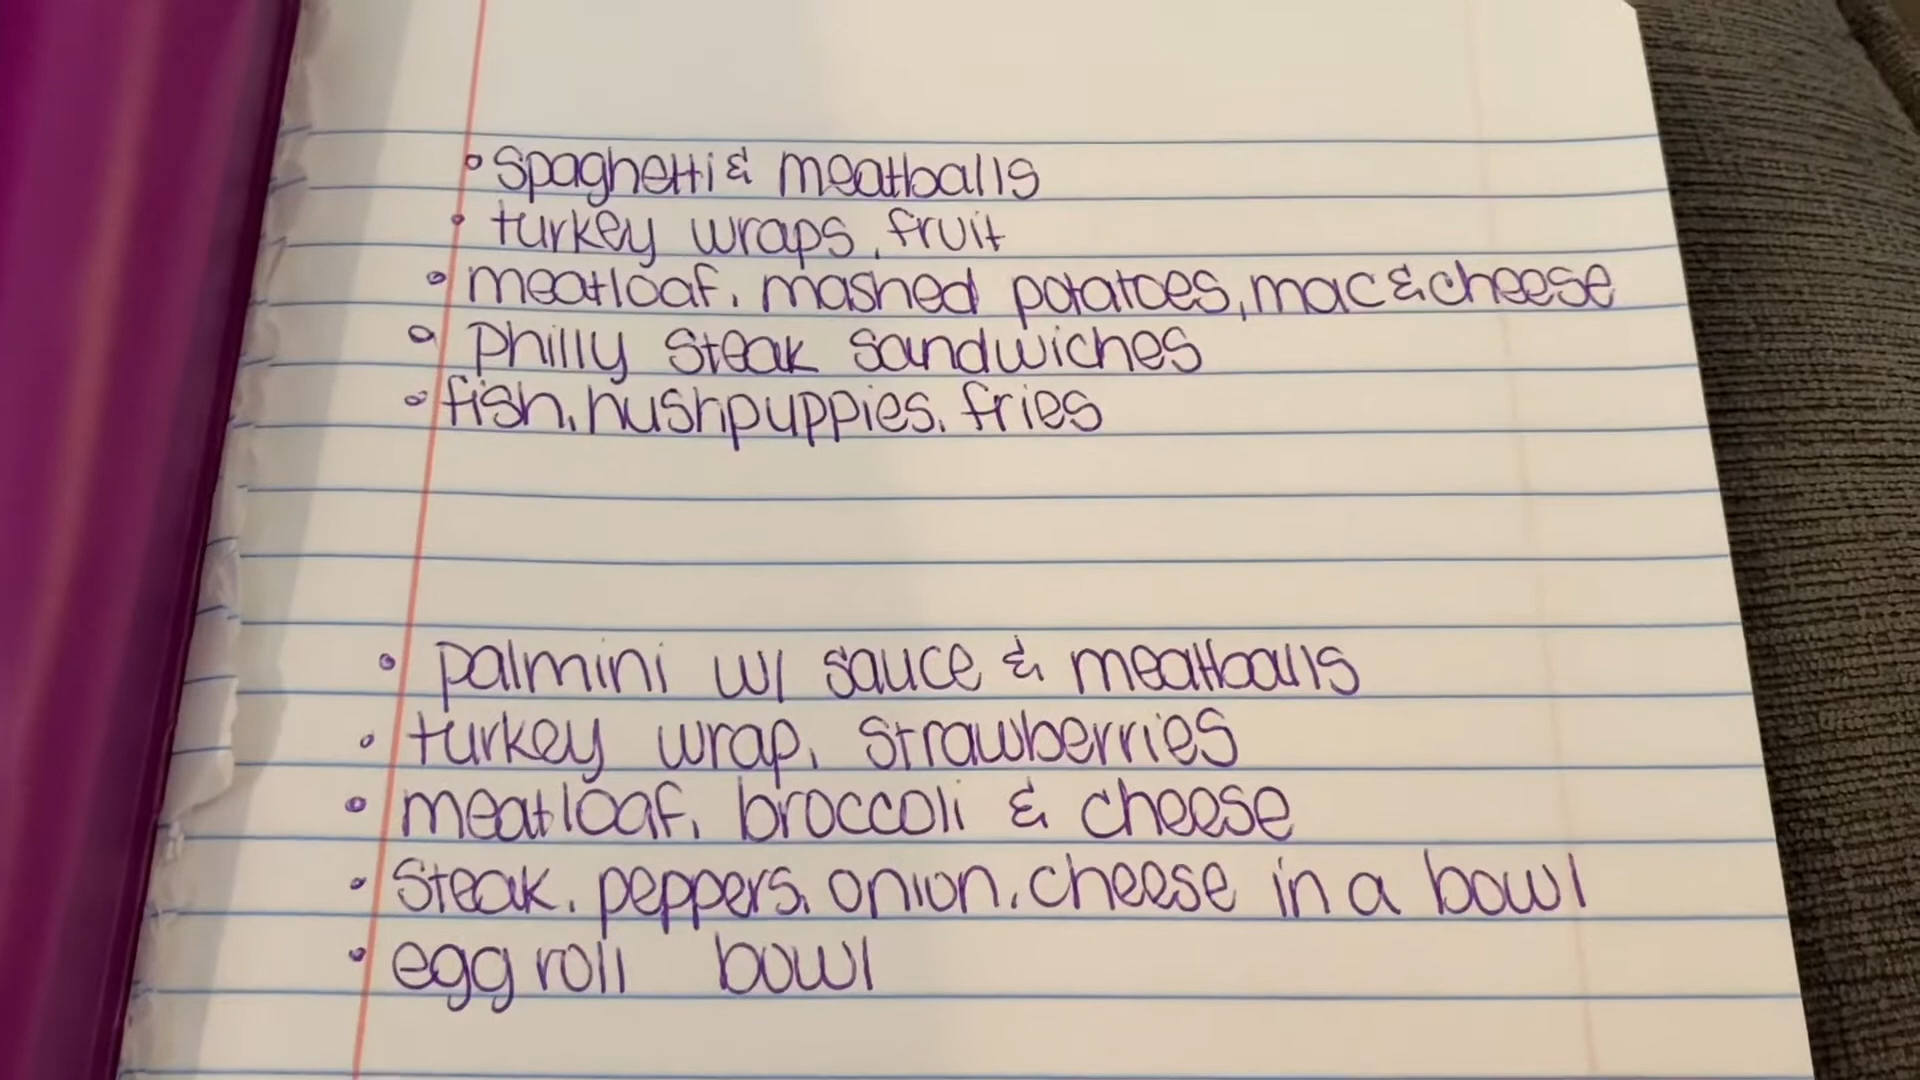 • spaghetti & meatballs
• turkey wraps, fruit
• meatloaf, mashed potatoes, mac & cheese
• philly steak sandwiches
• fish, hushpuppies, fries
• palmini w/ sauce & meatballs
• turkey wrap, strawberries
• meatloaf, broccoli & cheese
• steak, peppers, onion, cheese in a bowl
• egg roll bowl